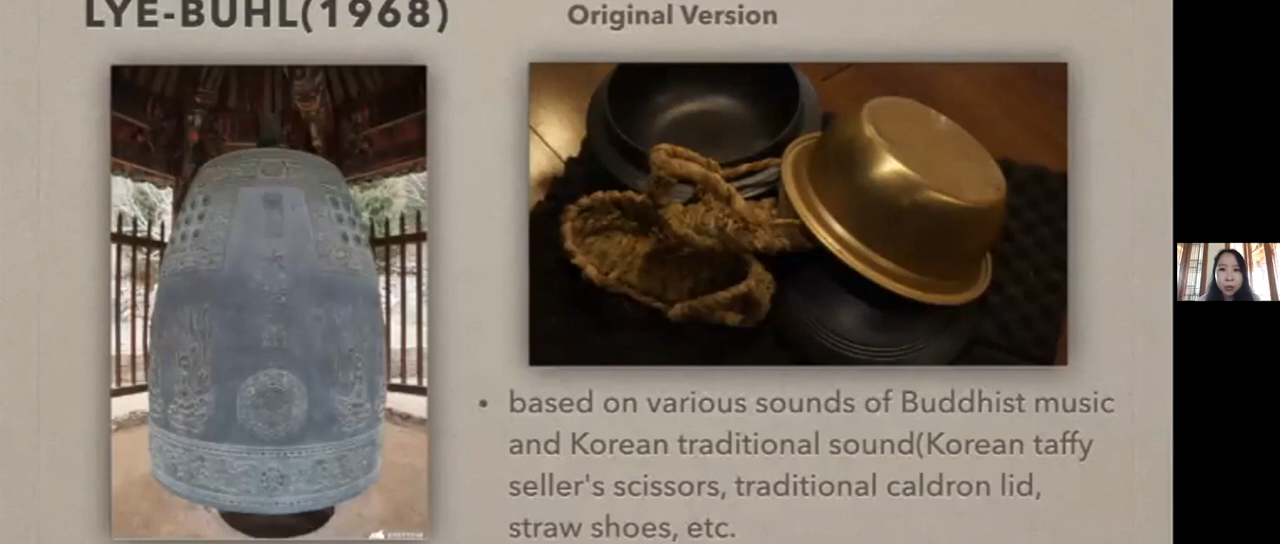 LYE-BUHL(1968)
Original Version
• based on various sounds of Buddhist music
and Korean traditional sound(Korean taffy
seller's scissors, traditional caldron lid,
straw shoes, etc.